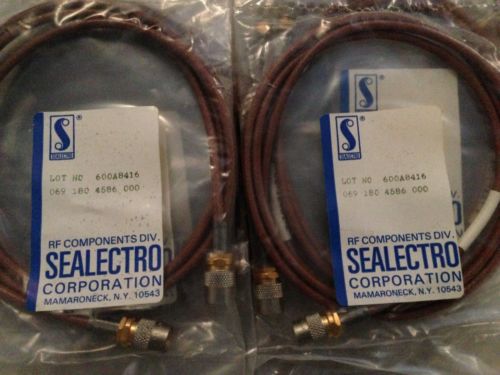 S
®
SEALECTRO
LOT NO 600A8416
069 180 4586 000
RF COMPONENTS DIV.
SEALECTRO
CORPORATION
MAMARONECK, N.Y. 10543
S
®
SEALECTRO
LOT NO 600A8416
069 180 4586 000
RF COMPONENTS DIV.
SEALECTRO
CORPORATION
MAMARONECK, N.Y. 10543